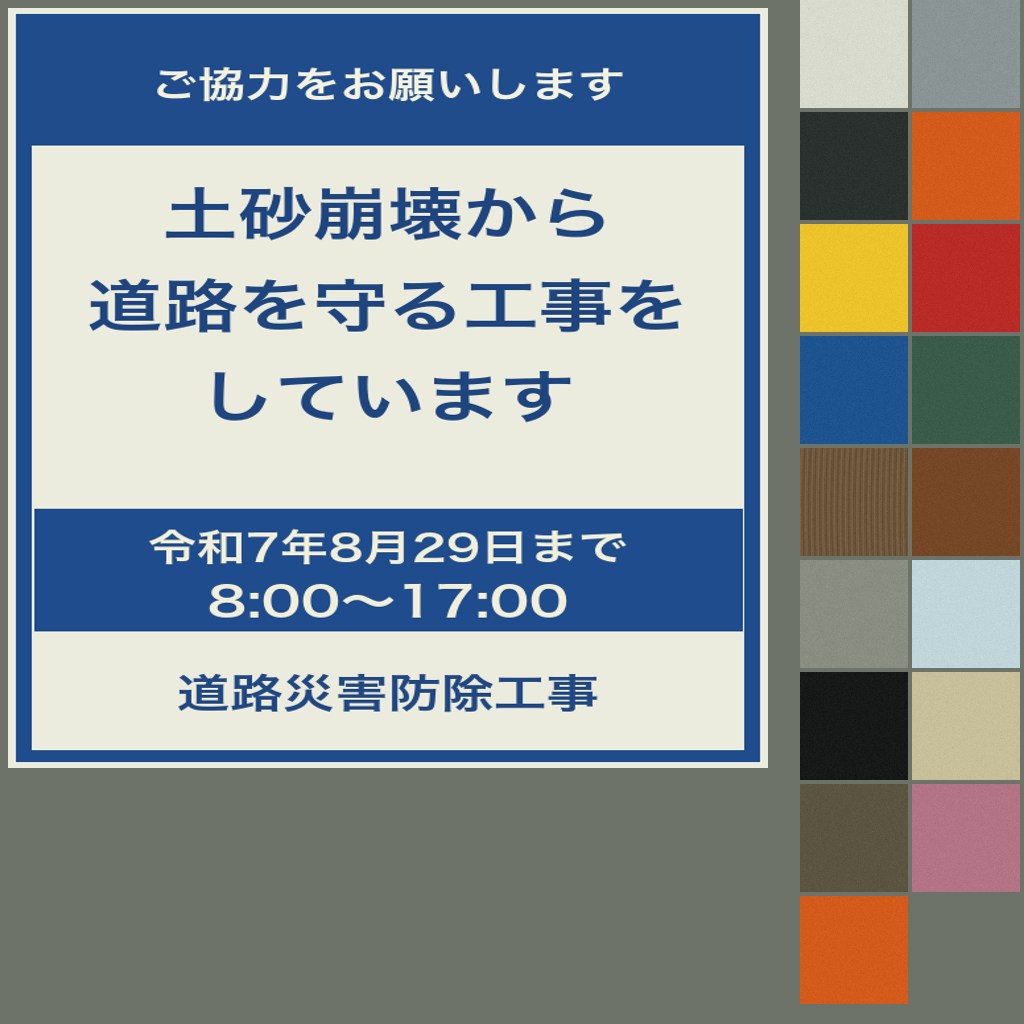 ご協力をお願いします
土砂崩壊から
道路を守る工事を
しています
令和7年8月29日まで
8:00〜17:00
道路災害防除工事